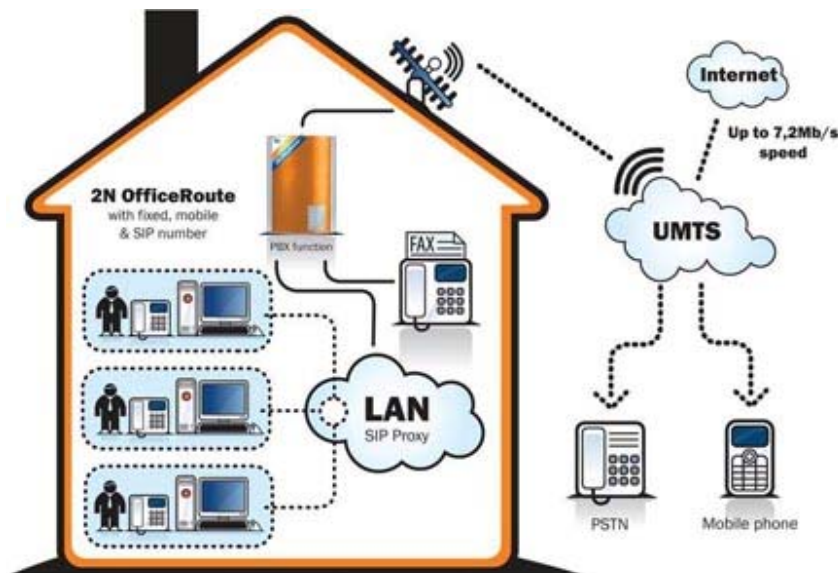 Internet
Up to 7,2Mb/s
speed
2N OfficeRoute
with fixed, mobile
& SIP number
PBX function
FAX
UMTS
LAN
SIP Proxy
PSTN
Mobile phone